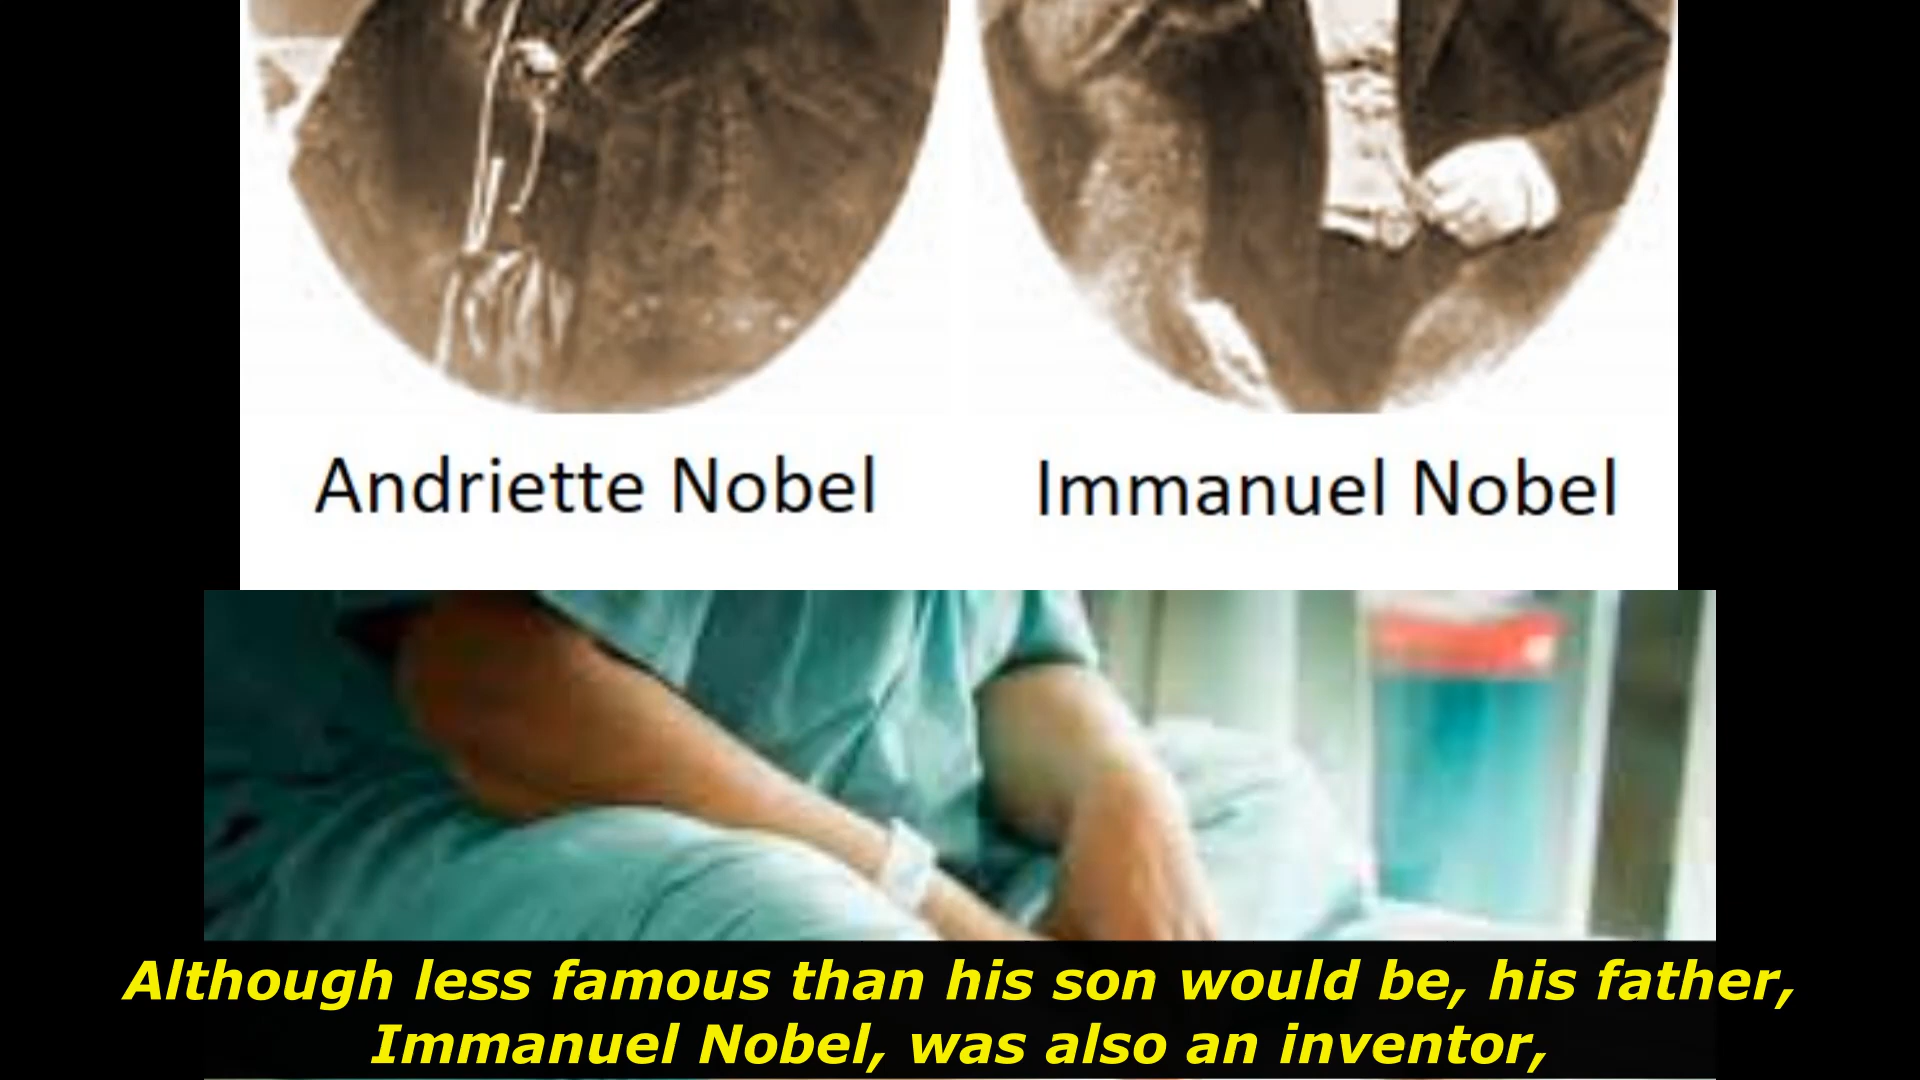 Andriette Nobel
Immanuel Nobel
Although less famous than his son would be, his father,
Immanuel Nobel, was also an inventor,